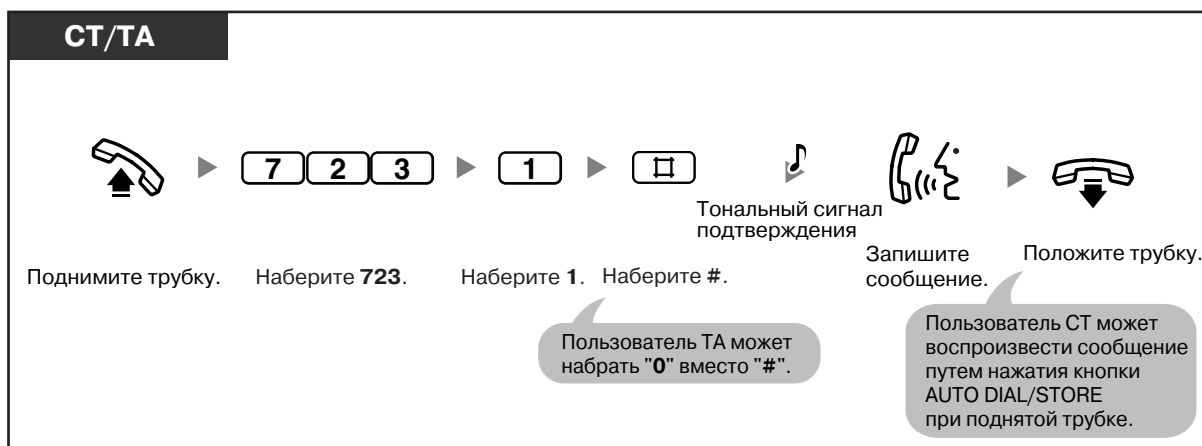 СТ/ТА
7 2 3
1
Тональный сигнал
подтверждения
Поднимите трубку.
Наберите 723.
Наберите 1.
Наберите #.
Запишите
сообщение.
Положите трубку.
Пользователь ТА может
набрать "0" вместо "#".
Пользователь СТ может
воспроизвести сообщение
путем нажатия кнопки
AUTO DIAL/STORE
при поднятой трубке.